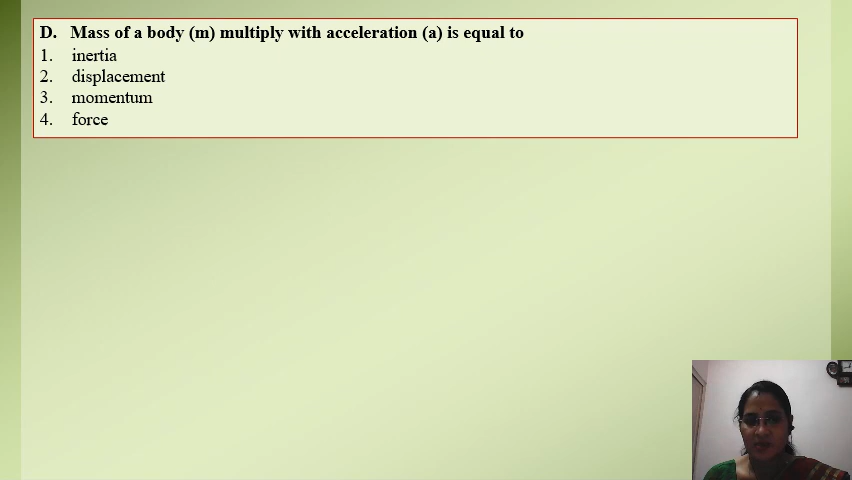 D. Mass of a body (m) multiply with acceleration (a) is equal to
1. inertia
2. displacement
3. momentum
4. force